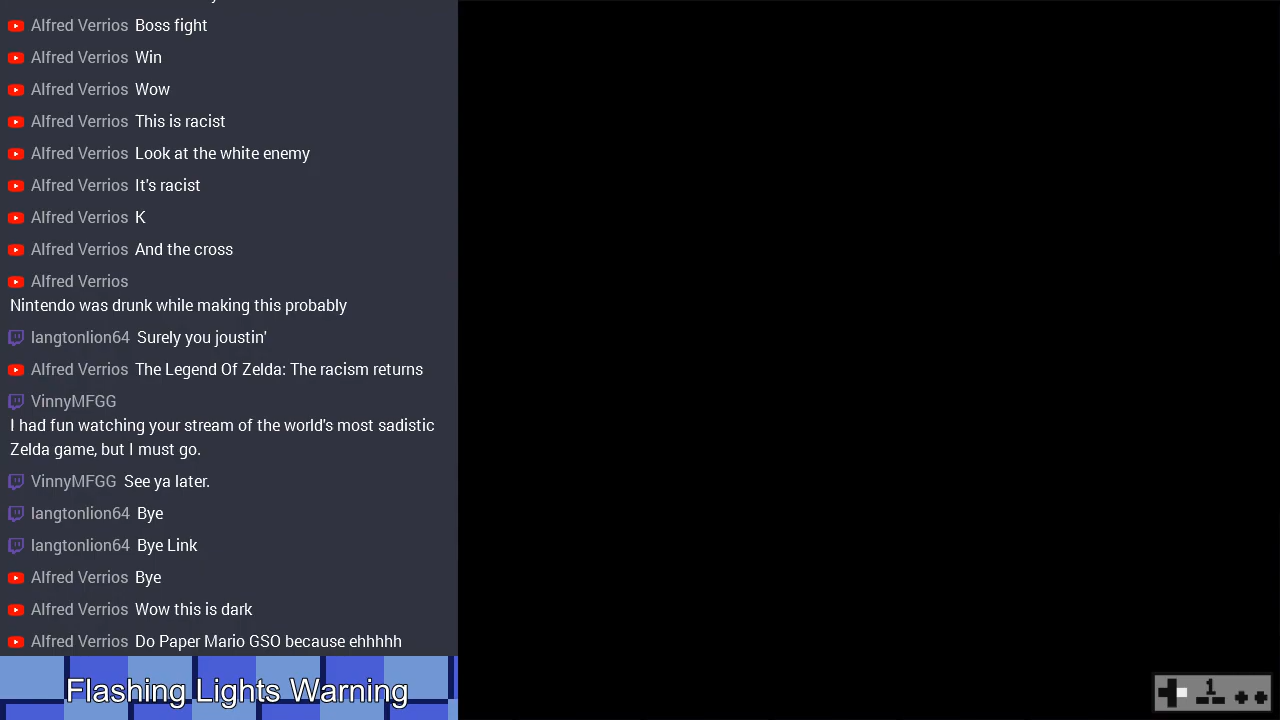 Alfred Verrios Boss fight
Alfred Verrios Win
Alfred Verrios Wow
Alfred Verrios This is racist
Alfred Verrios Look at the white enemy
Alfred Verrios It's racist
Alfred Verrios K
Alfred Verrios And the cross
Alfred Verrios
Nintendo was drunk while making this probably
langtonlion64 Surely you joustin'
Alfred Verrios The Legend Of Zelda: The racism returns
VinnyMFGG
I had fun watching your stream of the world's most sadistic
Zelda game, but I must go.
VinnyMFGG See ya later.
langtonlion64 Bye
langtonlion64 Bye Link
Alfred Verrios Bye
Alfred Verrios Wow this is dark
Alfred Verrios Do Paper Mario GSO because ehhhhh
Flashing Lights Warning
1